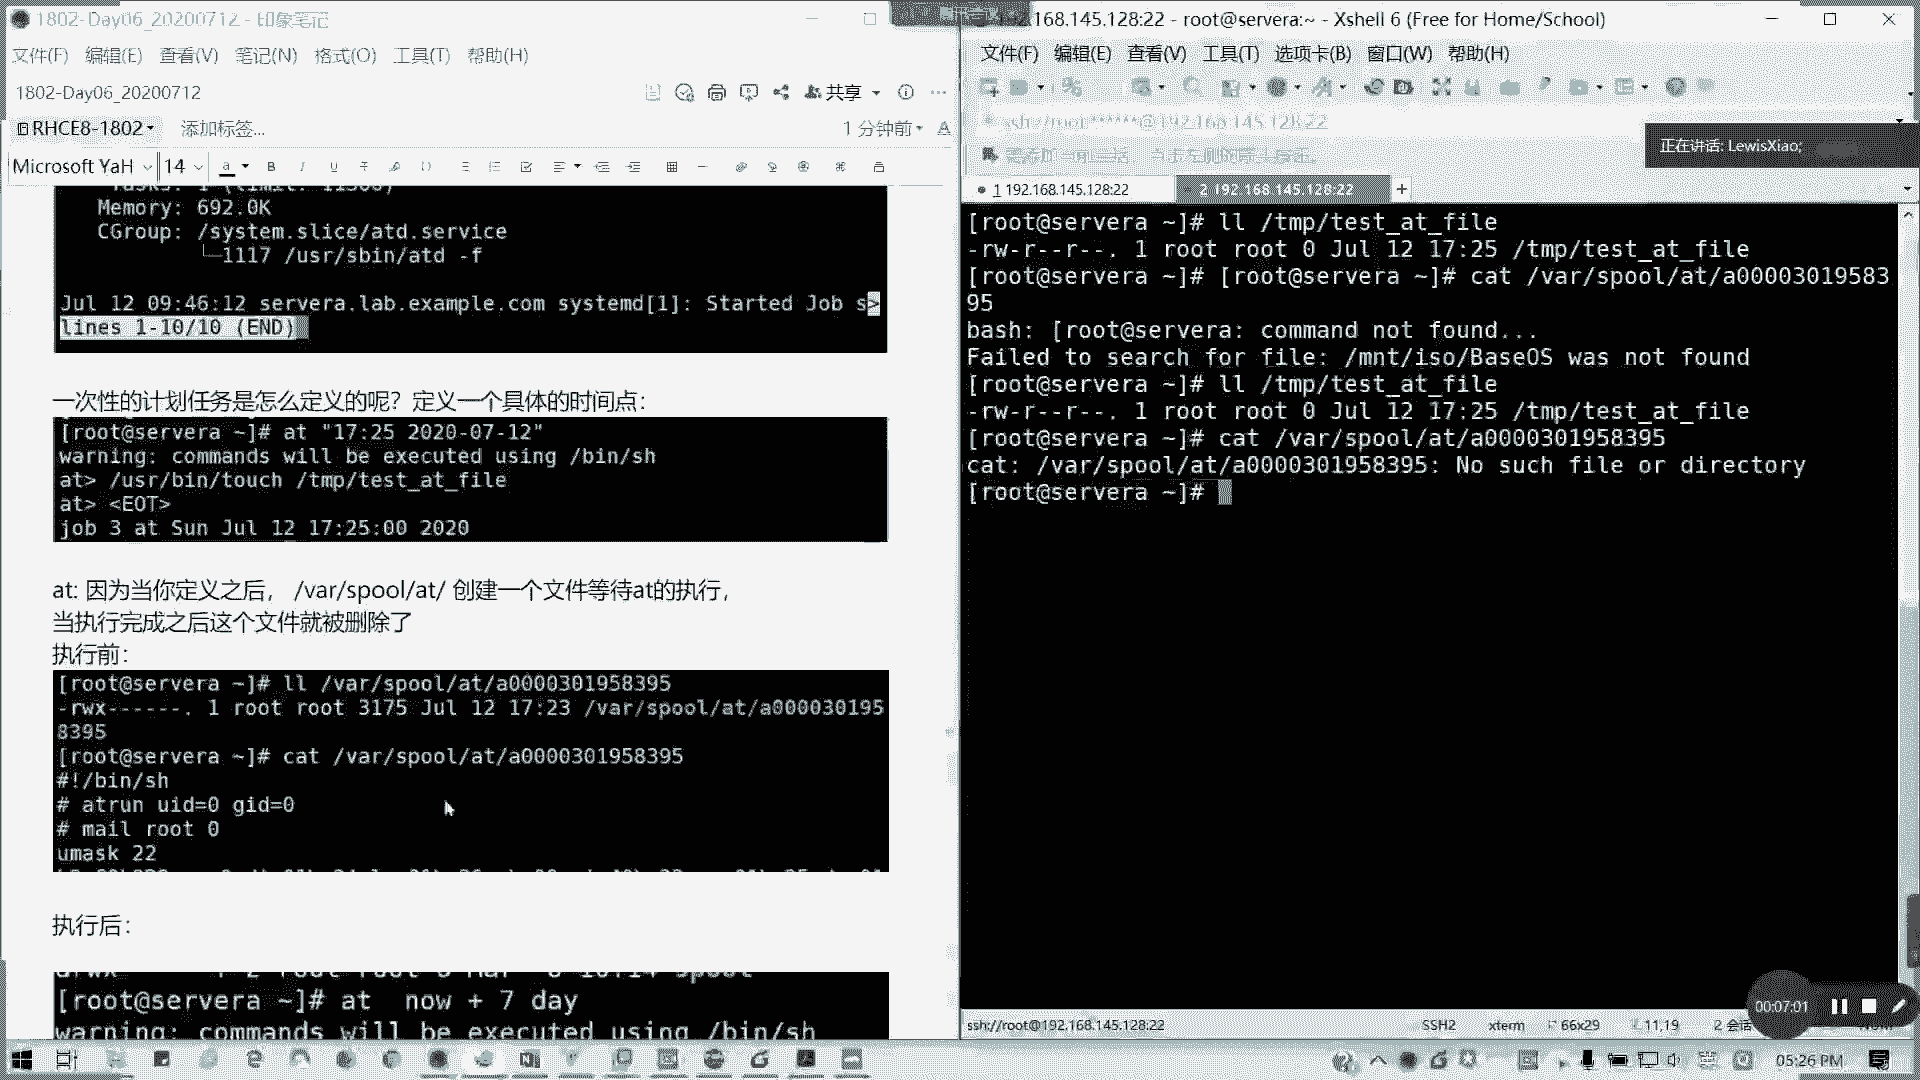 1802-Day06_20200712 - 印象笔记
文件(F) 编辑(E) 查看(V) 笔记(N) 格式(O) 工具(T) 帮助(H)
1802-Day06_20200712
共享
RHCE8-1802
添加标签...
1 分钟前
Microsoft YaH
14
Memory: 692.0K
CGroup: /system.slice/atd.service
└─1117 /usr/sbin/atd -f
Jul 12 09:46:12 servera.lab.example.com systemd[1]: Started Job s>
lines 1-10/10 (END)
一次性的计划任务是怎么定义的呢？定义一个具体的时间点：
[root@servera ~]# at "17:25 2020-07-12"
warning: commands will be executed using /bin/sh
at> /usr/bin/touch /tmp/test_at_file
at> <EOT>
job 3 at Sun Jul 12 17:25:00 2020
at: 因为当你定义之后， /var/spool/at/ 创建一个文件等待at的执行，
当执行完成之后这个文件就被删除了
执行前：
[root@servera ~]# ll /var/spool/at/a0000301958395
-rwx------. 1 root root 3175 Jul 12 17:23 /var/spool/at/a000030195
8395
[root@servera ~]# cat /var/spool/at/a0000301958395
#!/bin/sh
# atrun uid=0 gid=0
# mail root 0
umask 22
执行后：
[root@servera ~]# at  now + 7 day
warning: commands will be executed using /bin/sh
192.168.145.128:22 - root@servera:~ - Xshell 6 (Free for Home/School)
文件(F) 编辑(E) 查看(V) 工具(T) 选项卡(B) 窗口(W) 帮助(H)
ssh://root:******@192.168.145.128:22
正在讲话: LewisXiao;
1 192.168.145.128:22
2 192.168.145.128:22
[root@servera ~]# ll /tmp/test_at_file
-rw-r--r--. 1 root root 0 Jul 12 17:25 /tmp/test_at_file
[root@servera ~]# [root@servera ~]# cat /var/spool/at/a00003019583
95
bash: [root@servera: command not found...
Failed to search for file: /mnt/iso/BaseOS was not found
[root@servera ~]# ll /tmp/test_at_file
-rw-r--r--. 1 root root 0 Jul 12 17:25 /tmp/test_at_file
[root@servera ~]# cat /var/spool/at/a0000301958395
cat: /var/spool/at/a0000301958395: No such file or directory
[root@servera ~]#
00:07:01
ssh://root@192.168.145.128:22
SSH2
xterm
66x29
11,19
2 会话
05:26 PM